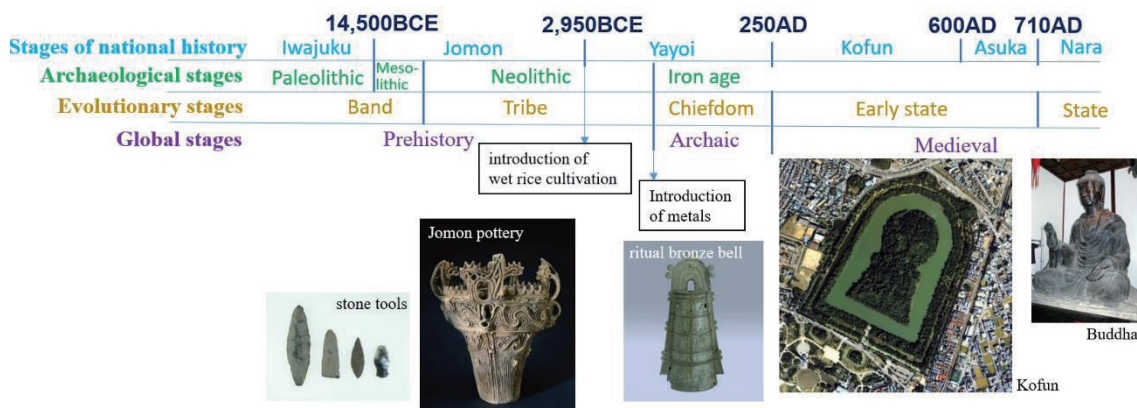 14,500BCE 2,950BCE 250AD 600AD 710AD
Stages of national history Iwajuku Jomon Yayoi Kofun Asuka Nara
Archaeological stages Paleolithic Meso-
lithic Neolithic Iron age
Evolutionary stages Band Tribe Chiefdom Early state State
Global stages Prehistory Archaic Medieval
introduction of
wet rice cultivation
Introduction
of metals
Jomon pottery
ritual bronze bell
stone tools
Buddha
Kofun